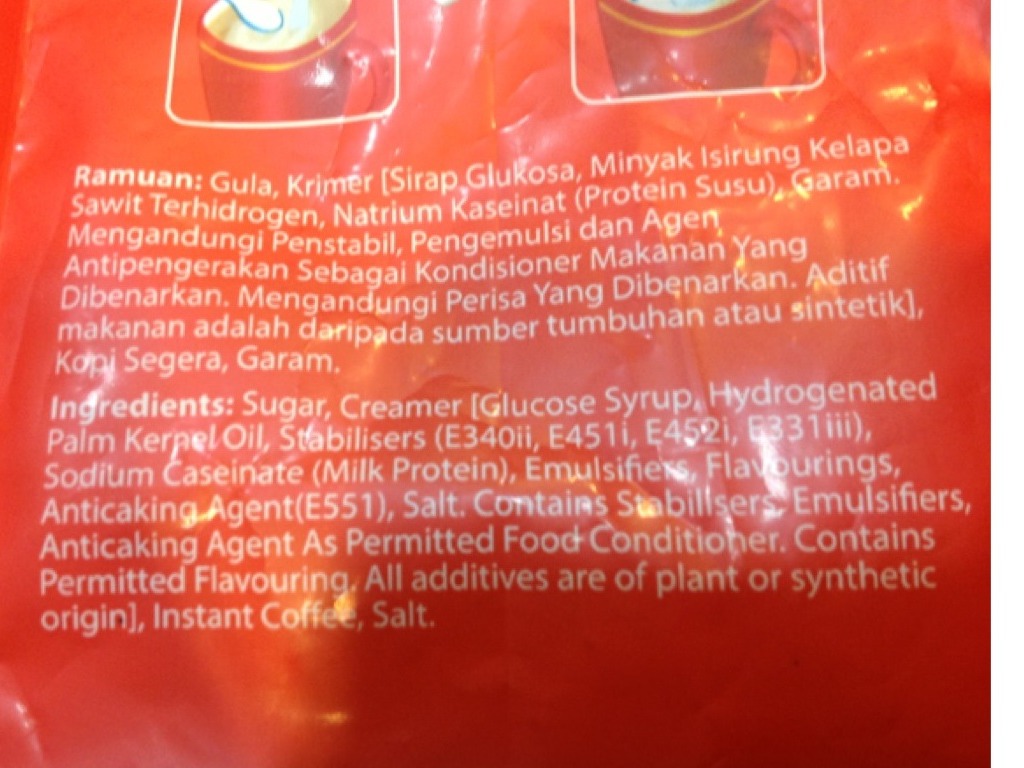 Ramuan: Gula, Krimer [Sirap Glukosa, Minyak Isirung Kelapa
Sawit Terhidrogen, Natrium Kaseinat (Protein Susu), Garam.
Mengandungi Penstabil, Pengemulsi dan Agen
Antipengerakan Sebagai Kondisioner Makanan Yang
Dibenarkan. Mengandungi Perisa Yang Dibenarkan. Aditif
makanan adalah daripada sumber tumbuhan atau sintetik],
Kopi Segera, Garam.
Ingredients: Sugar, Creamer [Glucose Syrup, Hydrogenated
Palm Kernel Oil, Stabilisers (E340ii, E451i, E452i, E331iii),
Sodium Caseinate (Milk Protein), Emulsifiers, Flavourings,
Anticaking Agent(E551), Salt. Contains Stabilisers, Emulsifiers,
Anticaking Agent As Permitted Food Conditioner. Contains
Permitted Flavouring. All additives are of plant or synthetic
origin], Instant Coffee, Salt.